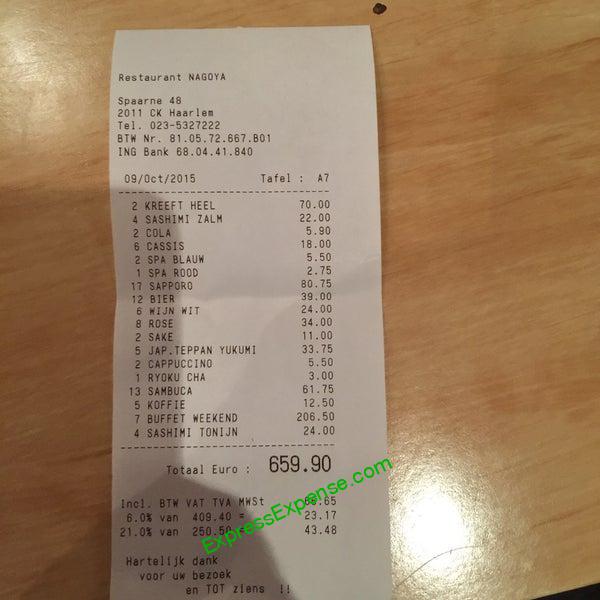 Restaurant NAGOYA
Spaarne 48
2011 CK Haarlem
Tel. 023-5327222
BTW Nr. 81.05.72.667.B01
ING Bank 68.04.41.840
09/Oct/2015 Tafel : A7
2 KREEFT HEEL 70.00
4 SASHIMI ZALM 22.00
2 COLA 5.90
6 CASSIS 18.00
2 SPA BLAUW 5.50
1 SPA ROOD 2.75
17 SAPPORO 80.75
12 BIER 39.00
6 WIJN WIT 24.00
8 ROSE 34.00
2 SAKE 11.00
5 JAP.TEPPAN YUKUMI 33.75
2 CAPPUCCINO 5.50
1 RYOKU CHA 3.00
13 SAMBUCA 61.75
5 KOFFIE 12.50
7 BUFFET WEEKEND 206.50
4 SASHIMI TONIJN 24.00
Totaal Euro : 659.90
Incl. BTW VAT TVA MWSt 66.65
6.0% van 409.40 = 23.17
21.0% van 250.50 43.48
Hartelijk dank
voor uw bezoek
en TOT ziens !!
ExpressExpense.com